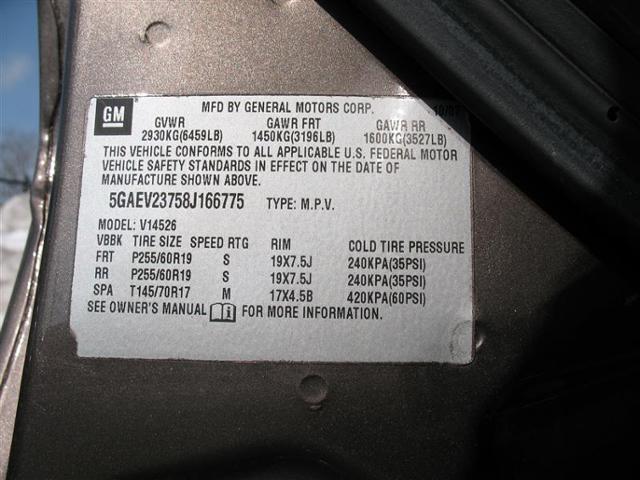 GM MFD BY GENERAL MOTORS CORP. 10/07
GVWR GAWR FRT GAWR RR
2930KG(6459LB) 1450KG(3196LB) 1600KG(3527LB)
THIS VEHICLE CONFORMS TO ALL APPLICABLE U.S. FEDERAL MOTOR
VEHICLE SAFETY STANDARDS IN EFFECT ON THE DATE OF
MANUFACTURE SHOWN ABOVE.
5GAEV23758J166775 TYPE: M.P.V.
MODEL: V14526
VBBK TIRE SIZE SPEED RTG RIM COLD TIRE PRESSURE
FRT P255/60R19 S 19X7.5J 240KPA(35PSI)
RR P255/60R19 S 19X7.5J 240KPA(35PSI)
SPA T145/70R17 M 17X4.5B 420KPA(60PSI)
SEE OWNER'S MANUAL FOR MORE INFORMATION.